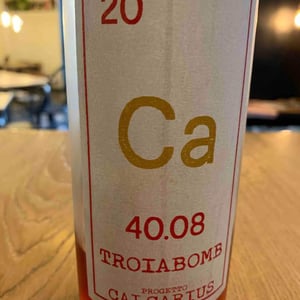 20
Ca
40.08
TROIABOMB
PROGETTO
CALCARIUS